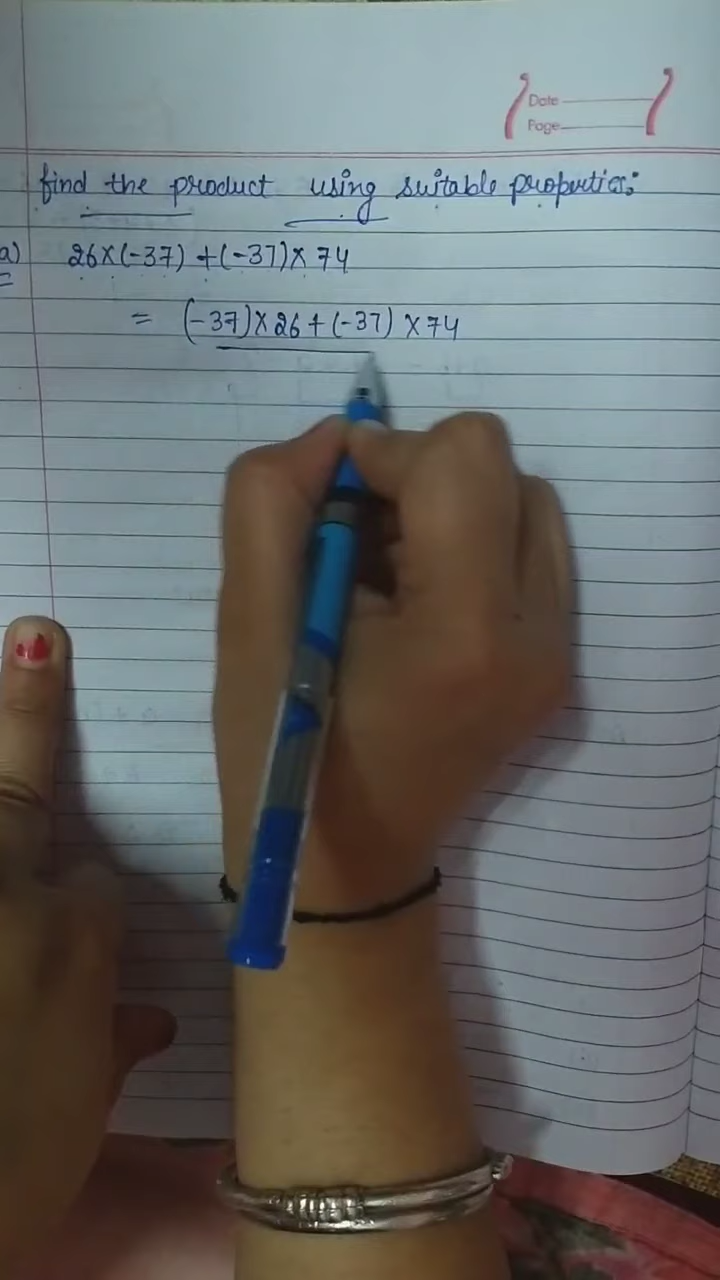 Date
Page
find the product using suitable properties:
a) 26×(-37) +(-37)× 74
= (-37)×26+(-37) ×74